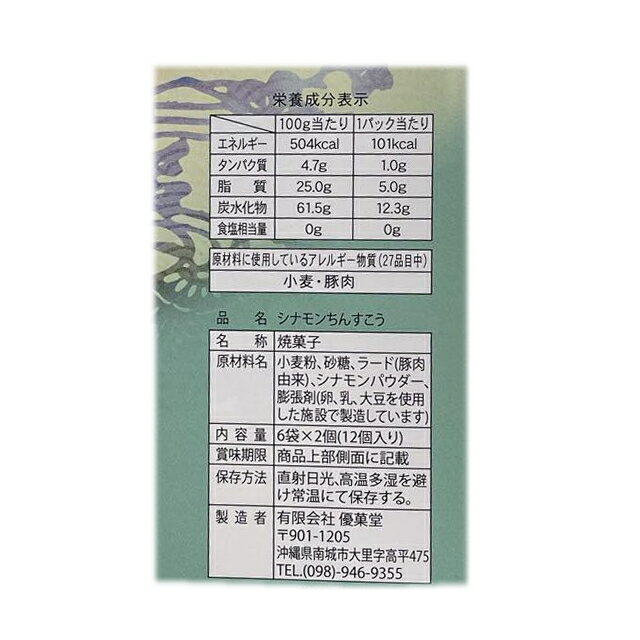 栄養成分表示
100g当たり 1パック当たり
エネルギー 504kcal 101kcal
タンパク質 4.7g 1.0g
脂 質 25.0g 5.0g
炭水化物 61.5g 12.3g
食塩相当量 0g 0g
原材料に使用しているアレルギー物質(27品目中)
小麦・豚肉
品 名 シナモンちんすこう
名 称 焼菓子
原材料名 小麦粉、砂糖、ラード(豚肉
由来)、シナモンパウダー、
膨張剤(卵、乳、大豆を使用
した施設で製造しています)
内 容 量 6袋×2個(12個入り)
賞味期限 商品上部側面に記載
保存方法 直射日光、高温多湿を避
け常温にて保存する。
製 造 者 有限会社 優菓堂
〒901-1205
沖縄県南城市大里字高平475
TEL.(098)-946-9355